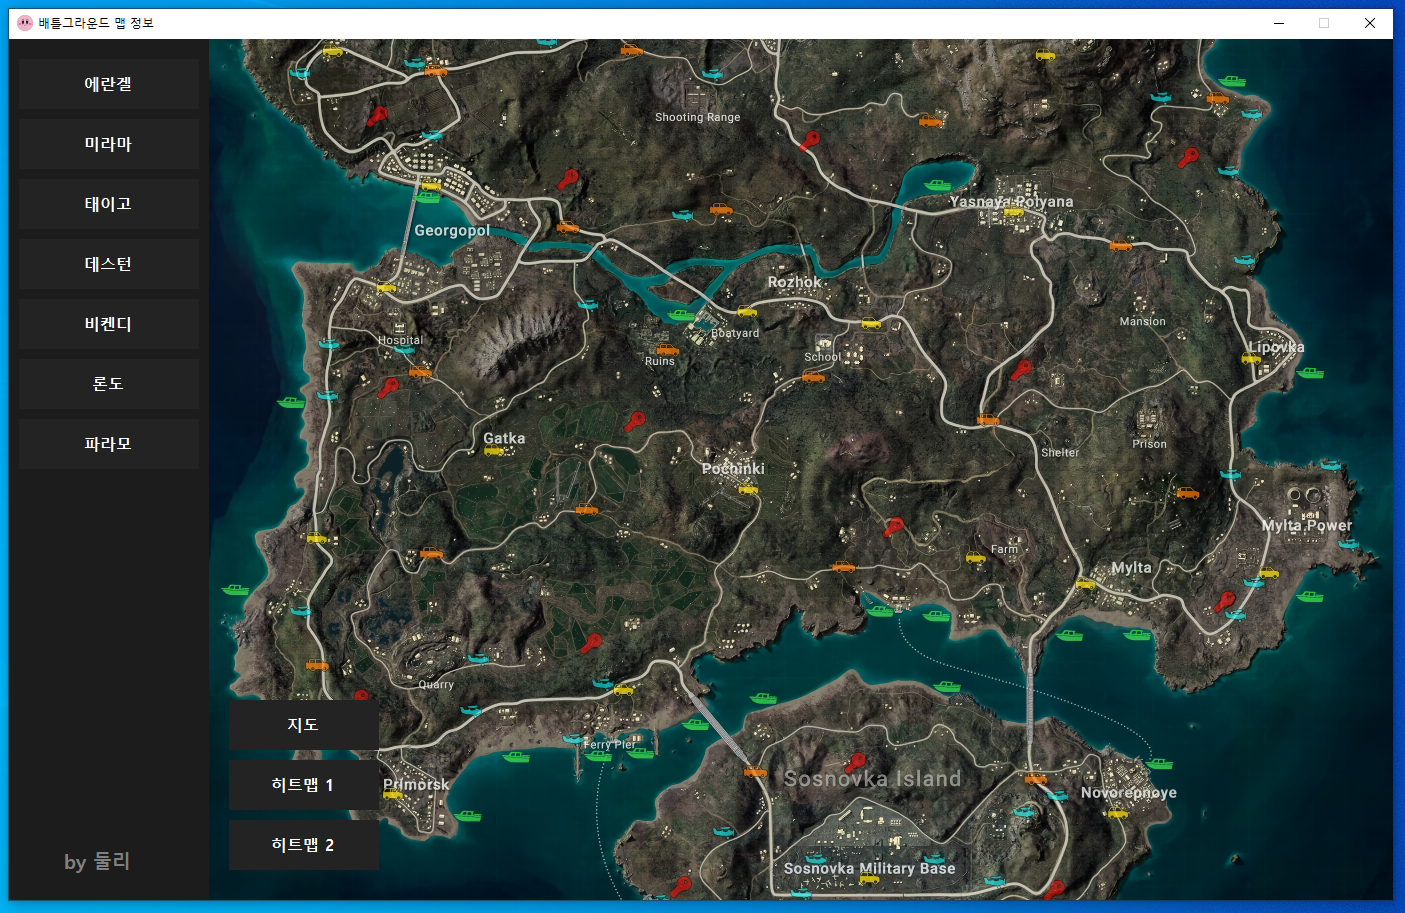 배틀그라운드 맵 정보
에란겔
미라마
태이고
데스턴
비켄디
론도
파라모
by 둘리
지도
히트맵 1
히트맵 2
Shooting Range
Yasnaya Polyana
Georgopol
Rozhok
Mansion
Boatyard
Hospital
Lipovka
School
Ruins
Gatka
Prison
Shelter
Pochinki
Mylta Power
Farm
Mylta
Quarry
Ferry Pier
Sosnovka Island
Primorsk
Novorepnoye
Sosnovka Military Base